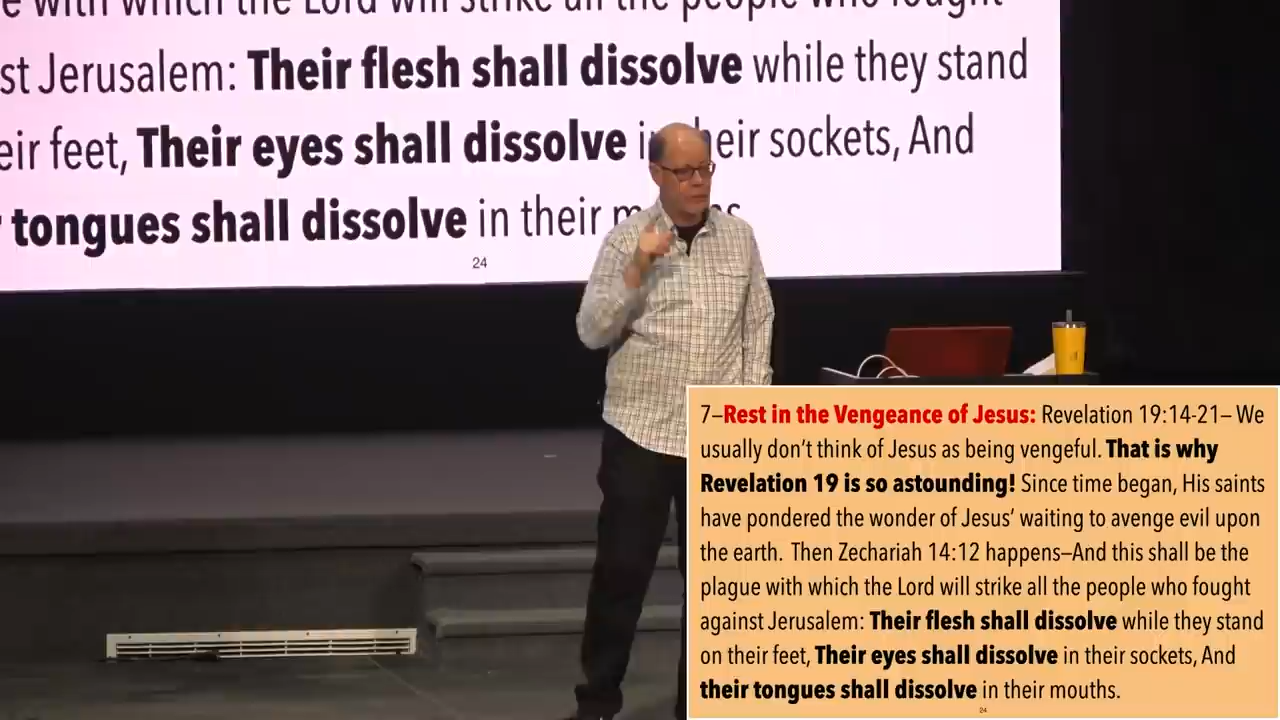 e with which the Lord will strike all the people who fought
st Jerusalem: Their flesh shall dissolve while they stand
eir feet, Their eyes shall dissolve in their sockets, And
r tongues shall dissolve in their m s
24
7–Rest in the Vengeance of Jesus: Revelation 19:14-21– We
usually don’t think of Jesus as being vengeful. That is why
Revelation 19 is so astounding! Since time began, His saints
have pondered the wonder of Jesus’ waiting to avenge evil upon
the earth. Then Zechariah 14:12 happens–And this shall be the
plague with which the Lord will strike all the people who fought
against Jerusalem: Their flesh shall dissolve while they stand
on their feet, Their eyes shall dissolve in their sockets, And
their tongues shall dissolve in their mouths.
24